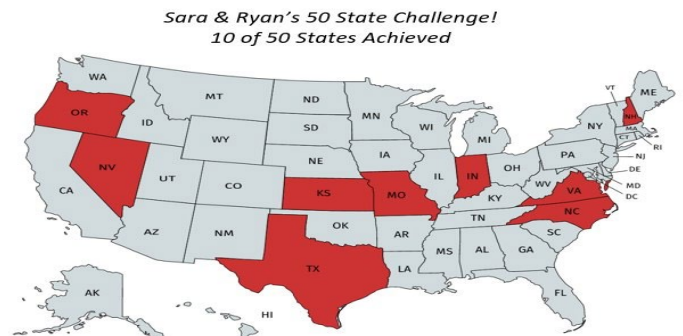 Sara & Ryan's 50 State Challenge!
10 of 50 States Achieved
WA
MT
ND
MN
VT
ME
OR
ID
WY
SD
WI
MI
NY
NH
MA
CT
RI
NV
UT
CO
NE
IA
IL
IN
OH
PA
NJ
DE
MD
DC
CA
KS
MO
KY
WV
VA
AZ
NM
OK
AR
TN
NC
SC
TX
LA
MS
AL
GA
FL
AK
HI